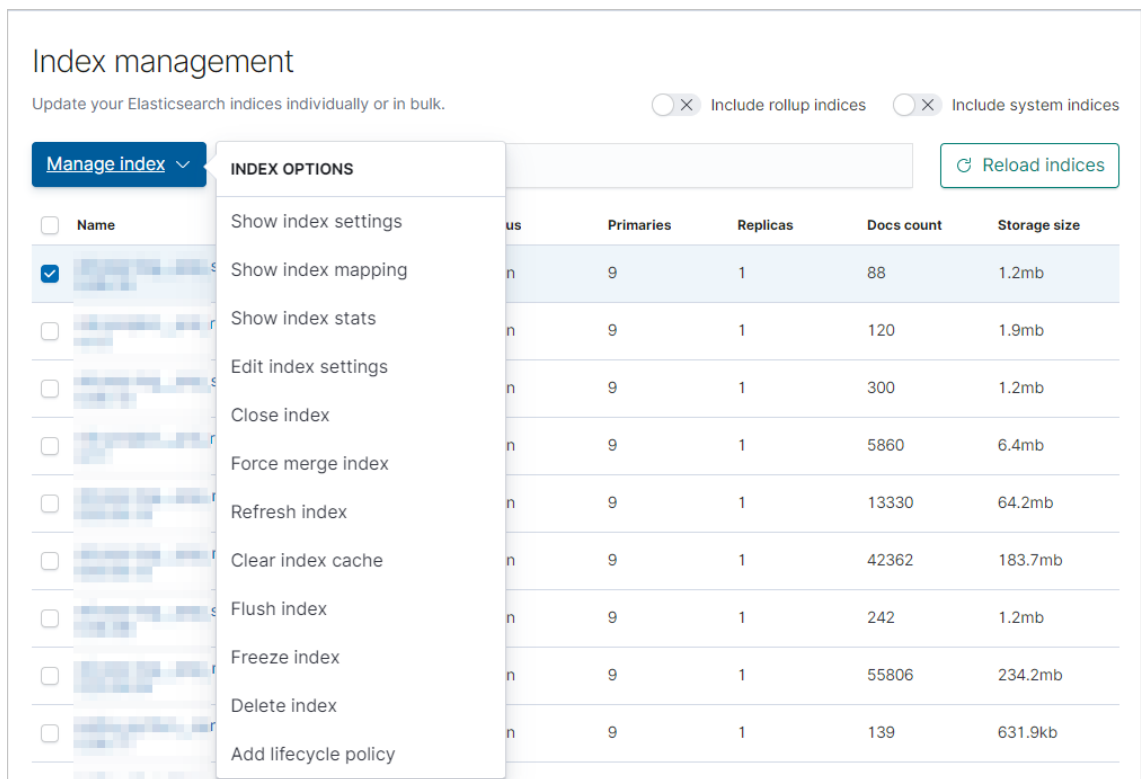 Index management
Update your Elasticsearch indices individually or in bulk.
Include rollup indices
Include system indices
Manage index
INDEX OPTIONS
Reload indices
Name
us
Primaries
Replicas
Docs count
Storage size
Show index settings
Show index mapping
Show index stats
Edit index settings
Close index
Force merge index
Refresh index
Clear index cache
Flush index
Freeze index
Delete index
Add lifecycle policy
n 9 1 88 1.2mb
n 9 1 120 1.9mb
n 9 1 300 1.2mb
n 9 1 5860 6.4mb
n 9 1 13330 64.2mb
n 9 1 42362 183.7mb
n 9 1 242 1.2mb
n 9 1 55806 234.2mb
n 9 1 139 631.9kb